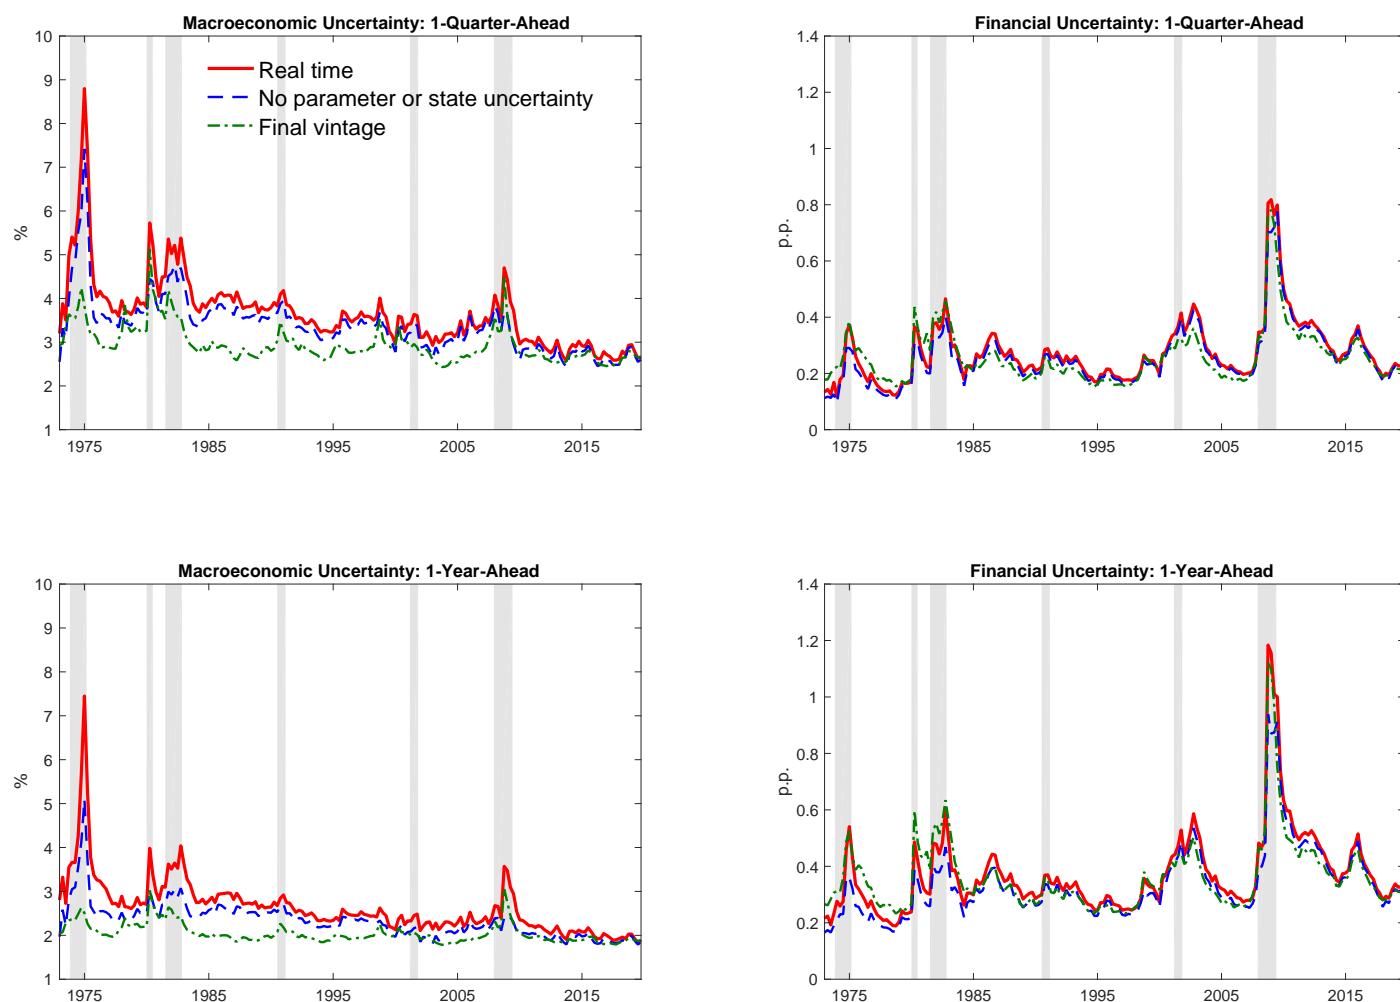 Macroeconomic Uncertainty: 1-Quarter-Ahead
10
9
8
7
6
5
4
3
2
1
%
Real time
No parameter or state uncertainty
Final vintage
1975 1985 1995 2005 2015
Financial Uncertainty: 1-Quarter-Ahead
1.4
1.2
1
0.8
0.6
0.4
0.2
0
p.p.
1975 1985 1995 2005 2015
Macroeconomic Uncertainty: 1-Year-Ahead
10
9
8
7
6
5
4
3
2
1
%
1975 1985 1995 2005 2015
Financial Uncertainty: 1-Year-Ahead
1.4
1.2
1
0.8
0.6
0.4
0.2
0
p.p.
1975 1985 1995 2005 2015